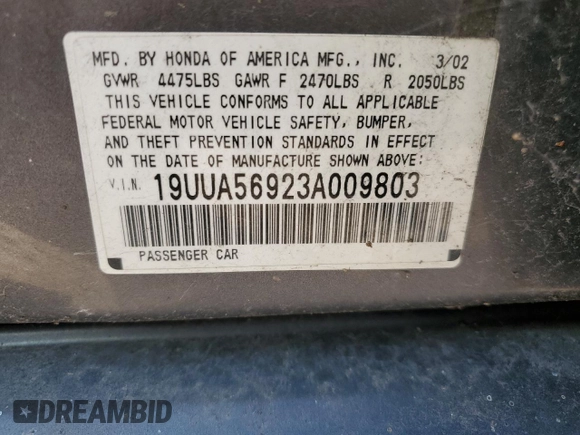 MFD. BY HONDA OF AMERICA MFG., INC. 3/02
GVWR 4475LBS GAWR F 2470LBS R 2050LBS
THIS VEHICLE CONFORMS TO ALL APPLICABLE
FEDERAL MOTOR VEHICLE SAFETY, BUMPER,
AND THEFT PREVENTION STANDARDS IN EFFECT
ON THE DATE OF MANUFACTURE SHOWN ABOVE:
V.I.N. 19UUA56923A009803
PASSENGER CAR
DREAMBID